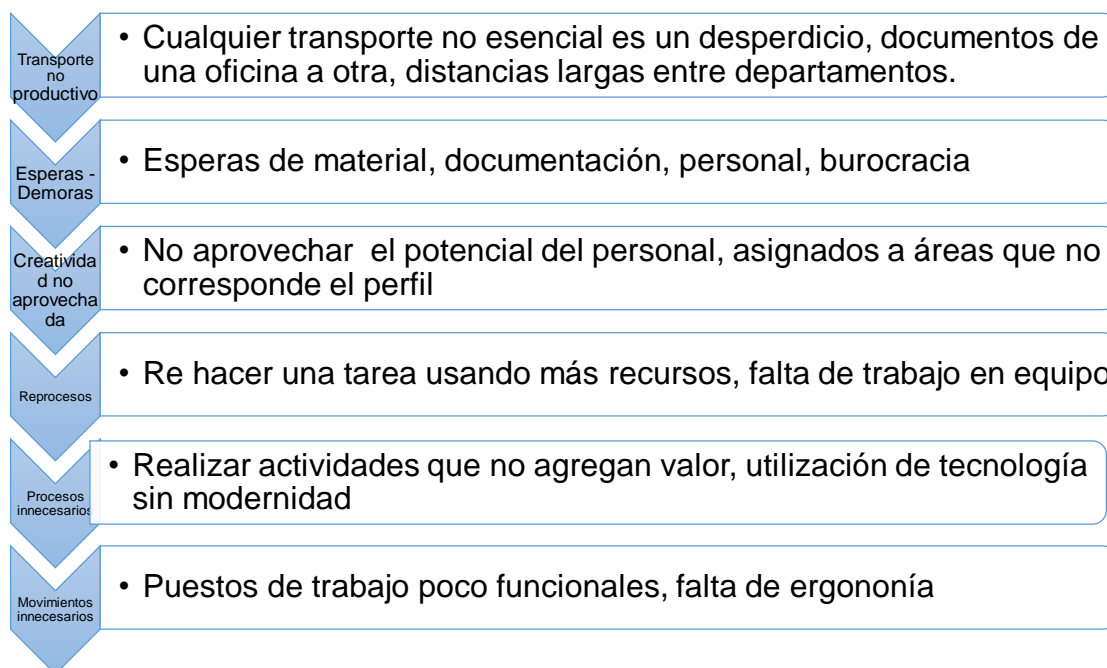 Transporte
no
productivo
• Cualquier transporte no esencial es un desperdicio, documentos de
una oficina a otra, distancias largas entre departamentos.
Esperas -
Demoras
• Esperas de material, documentación, personal, burocracia
Creativida
d no
aprovecha
da
• No aprovechar el potencial del personal, asignados a áreas que no
corresponde el perfil
Reprocesos
• Re hacer una tarea usando más recursos, falta de trabajo en equipo
Procesos
innecesarios
• Realizar actividades que no agregan valor, utilización de tecnología
sin modernidad
Movimientos
innecesarios
• Puestos de trabajo poco funcionales, falta de ergononía